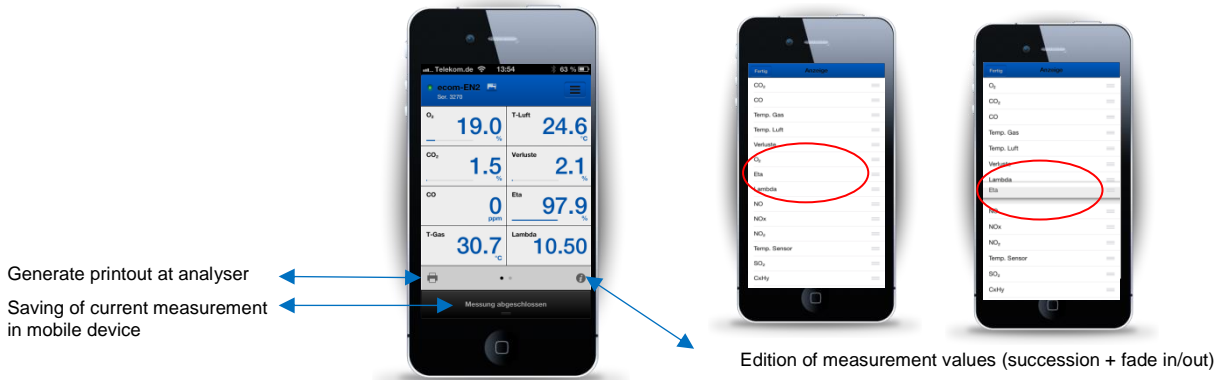 Telekom.de 13:54 63 %
ecom-EN2
Ser. 3279
O₂ 19.0 %
T-Luft 24.6 °C
CO₂ 1.5 %
Verluste 2.1 %
CO 0 ppm
Eta 97.9 %
T-Gas 30.7 °C
Lambda 10.50
Messung abgeschlossen
Generate printout at analyser
Saving of current measurement
in mobile device
Fertig Anzeige
CO₂
CO
Temp. Gas
Temp. Luft
Verluste
O₂
Eta
Lambda
NO
NOx
NO₂
Temp. Sensor
SO₂
CxHy
Fertig Anzeige
O₂
CO₂
CO
Temp. Gas
Temp. Luft
Verluste
Lambda
Eta
NO
NOx
NO₂
Temp. Sensor
SO₂
CxHy
Edition of measurement values (succession + fade in/out)